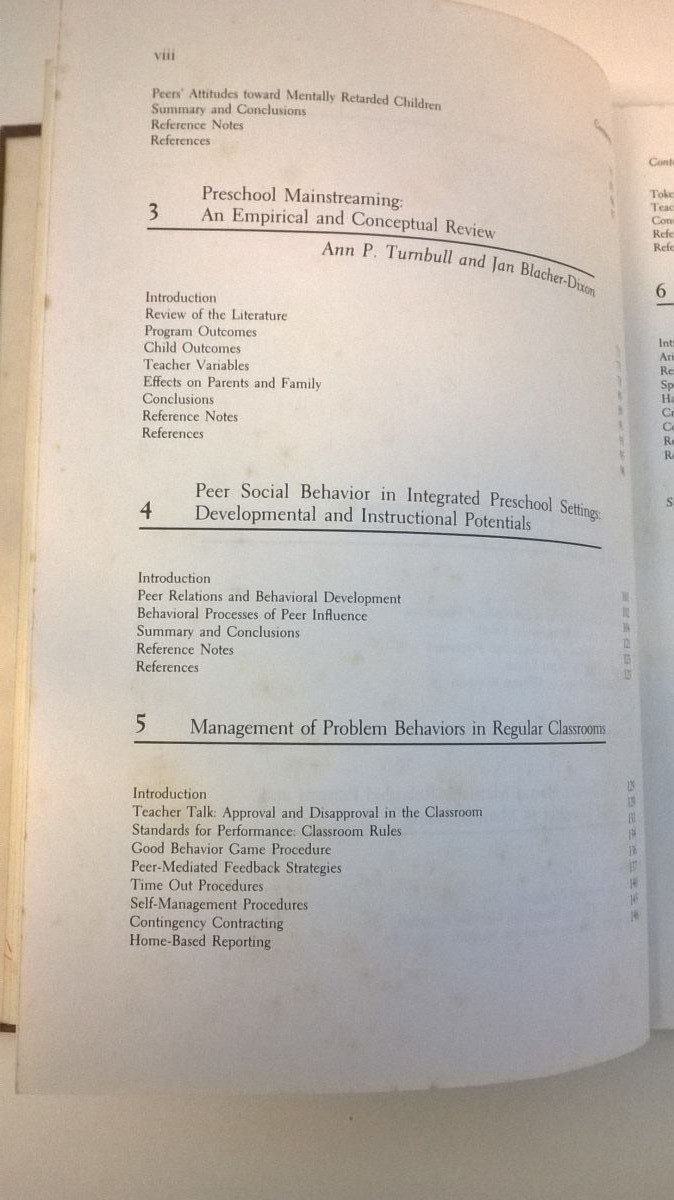 viii
Peers' Attitudes toward Mentally Retarded Children
Summary and Conclusions
Reference Notes
References
3
Preschool Mainstreaming:
An Empirical and Conceptual Review
Ann P. Turnbull and Jan Blacher-Dixon
Introduction
Review of the Literature
Program Outcomes
Child Outcomes
Teacher Variables
Effects on Parents and Family
Conclusions
Reference Notes
References
4
Peer Social Behavior in Integrated Preschool Settings:
Developmental and Instructional Potentials
Introduction
Peer Relations and Behavioral Development
Behavioral Processes of Peer Influence
Summary and Conclusions
Reference Notes
References
5 Management of Problem Behaviors in Regular Classrooms
Introduction 129
Teacher Talk: Approval and Disapproval in the Classroom 129
Standards for Performance: Classroom Rules
Good Behavior Game Procedure
Peer-Mediated Feedback Strategies
Time Out Procedures 137
Self-Management Procedures 140
Contingency Contracting 145
Home-Based Reporting 146
6